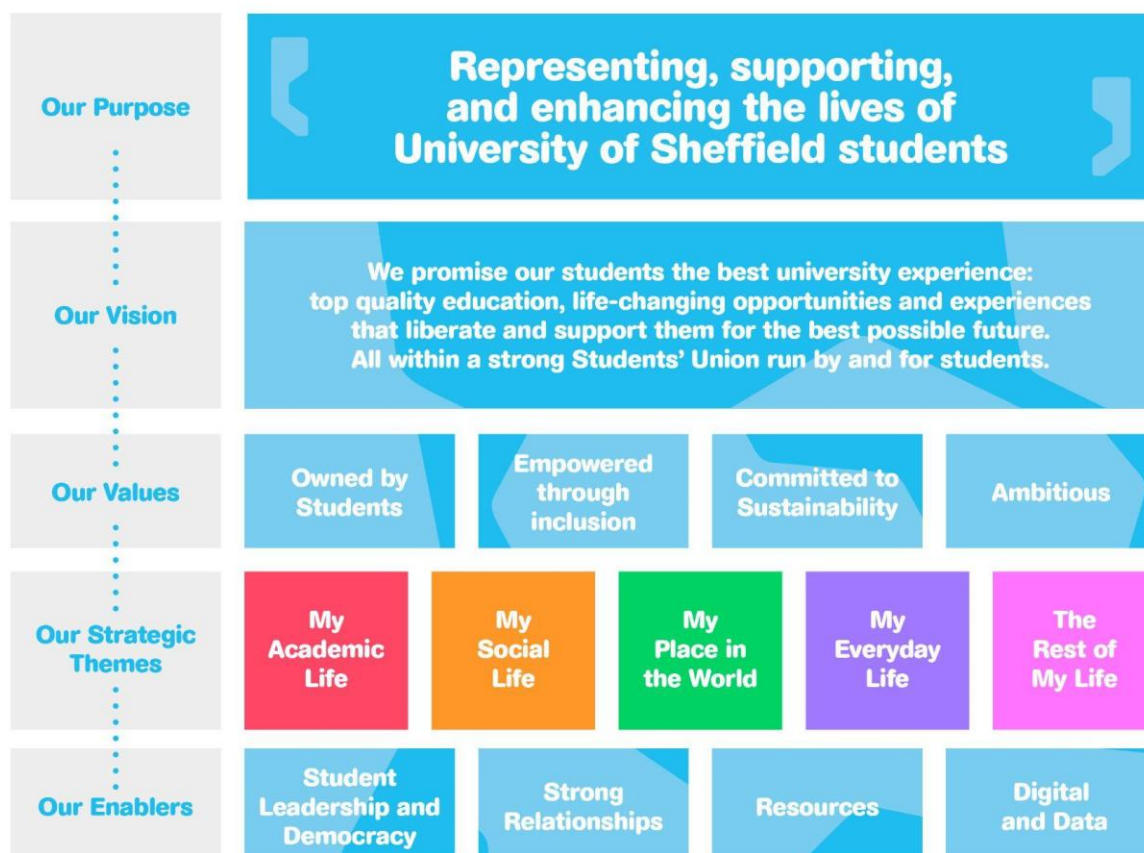 Our Purpose
Representing, supporting,
and enhancing the lives of
University of Sheffield students
Our Vision
We promise our students the best university experience:
top quality education, life-changing opportunities and experiences
that liberate and support them for the best possible future.
All within a strong Students’ Union run by and for students.
Our Values
Owned by
Students
Empowered
through
inclusion
Committed to
Sustainability
Ambitious
Our Strategic
Themes
My
Academic
Life
My
Social
Life
My
Place in
the World
My
Everyday
Life
The
Rest of
My Life
Our Enablers
Student
Leadership and
Democracy
Strong
Relationships
Resources
Digital
and Data